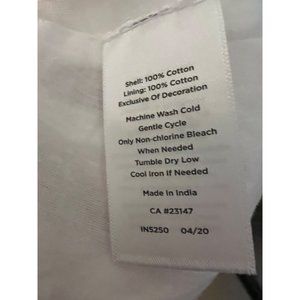 Shell: 100% Cotton
Lining: 100% Cotton
Exclusive Of Decoration
Machine Wash Cold
Gentle Cycle
Only Non-chlorine Bleach
When Needed
Tumble Dry Low
Cool Iron If Needed
Made in India
CA #23147
IN5250 04/20